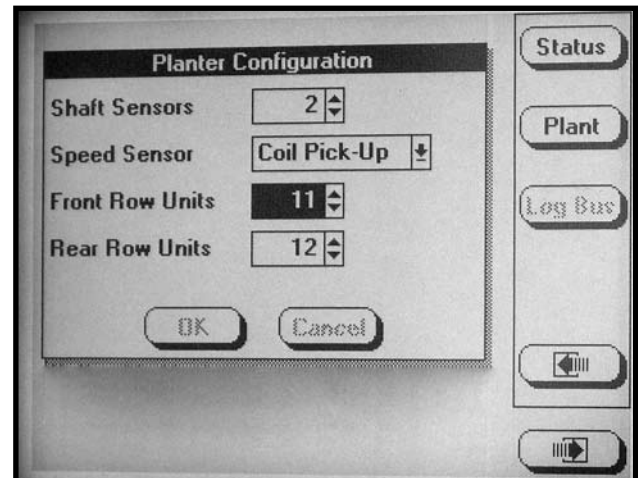 Planter Configuration
Shaft Sensors 2
Speed Sensor Coil Pick-Up
Front Row Units 11
Rear Row Units 12
OK Cancel
Status
Plant
Log Bus